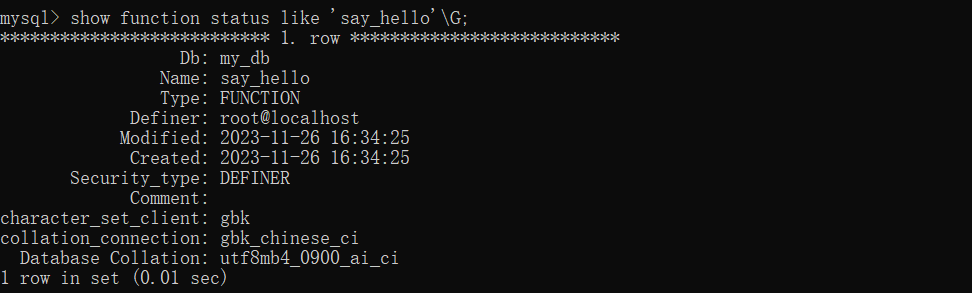 mysql> show function status like 'say_hello'\G;
*************************** 1. row ***************************
Db: my_db
Name: say_hello
Type: FUNCTION
Definer: root@localhost
Modified: 2023-11-26 16:34:25
Created: 2023-11-26 16:34:25
Security_type: DEFINER
Comment:
character_set_client: gbk
collation_connection: gbk_chinese_ci
Database Collation: utf8mb4_0900_ai_ci
1 row in set (0.01 sec)